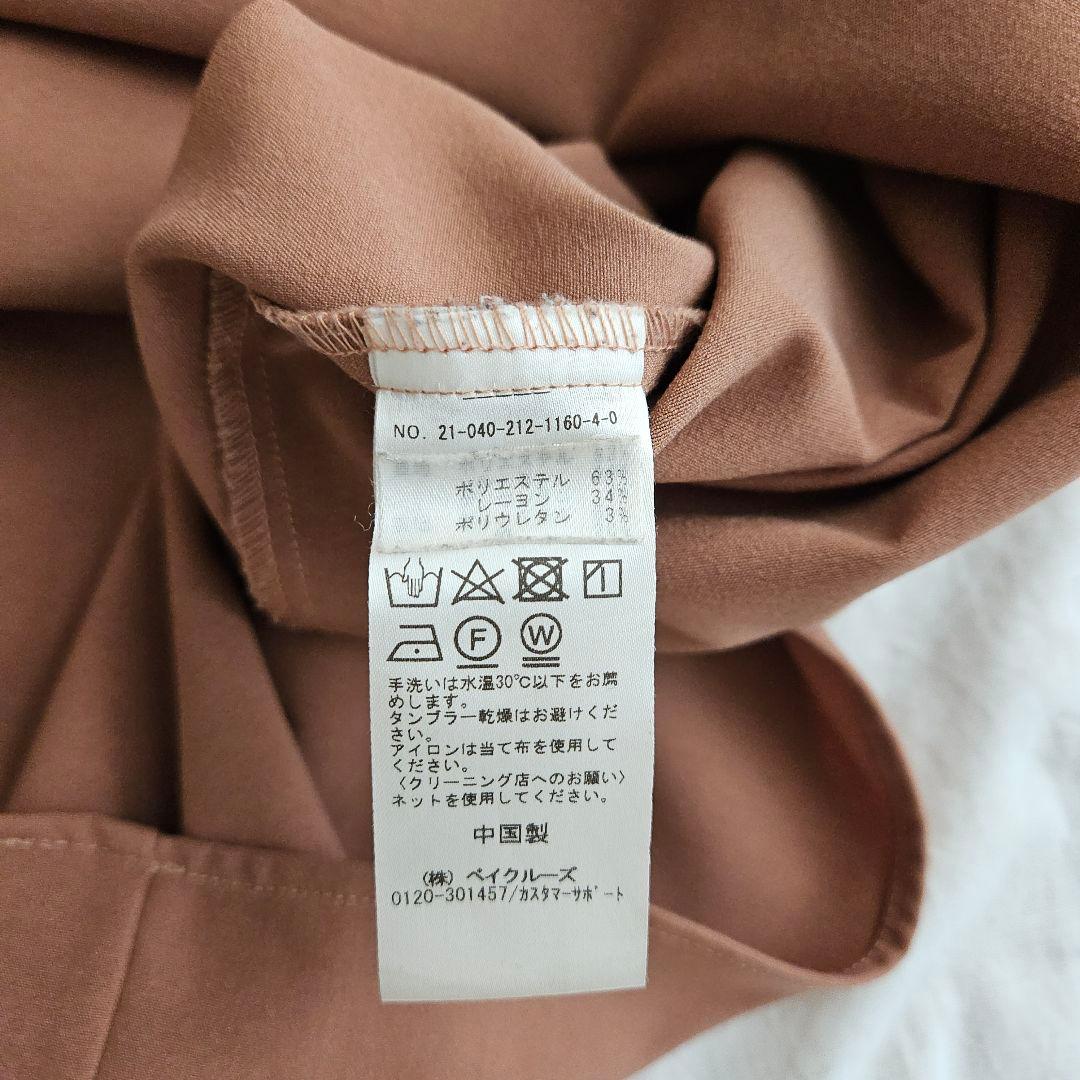 NO. 21-040-212-1160-4-0
ポリエステル 63%
レーヨン 34%
ポリウレタン 3%
F W
手洗いは水温30℃以下をお薦
めします。
タンブラー乾燥はお避けくだ
さい。
アイロンは当て布を使用して
ください。
〈クリーニング店へのお願い〉
ネットを使用してください。
中国製
(株) ベイクルーズ
0120-301457/カスタマーサポート